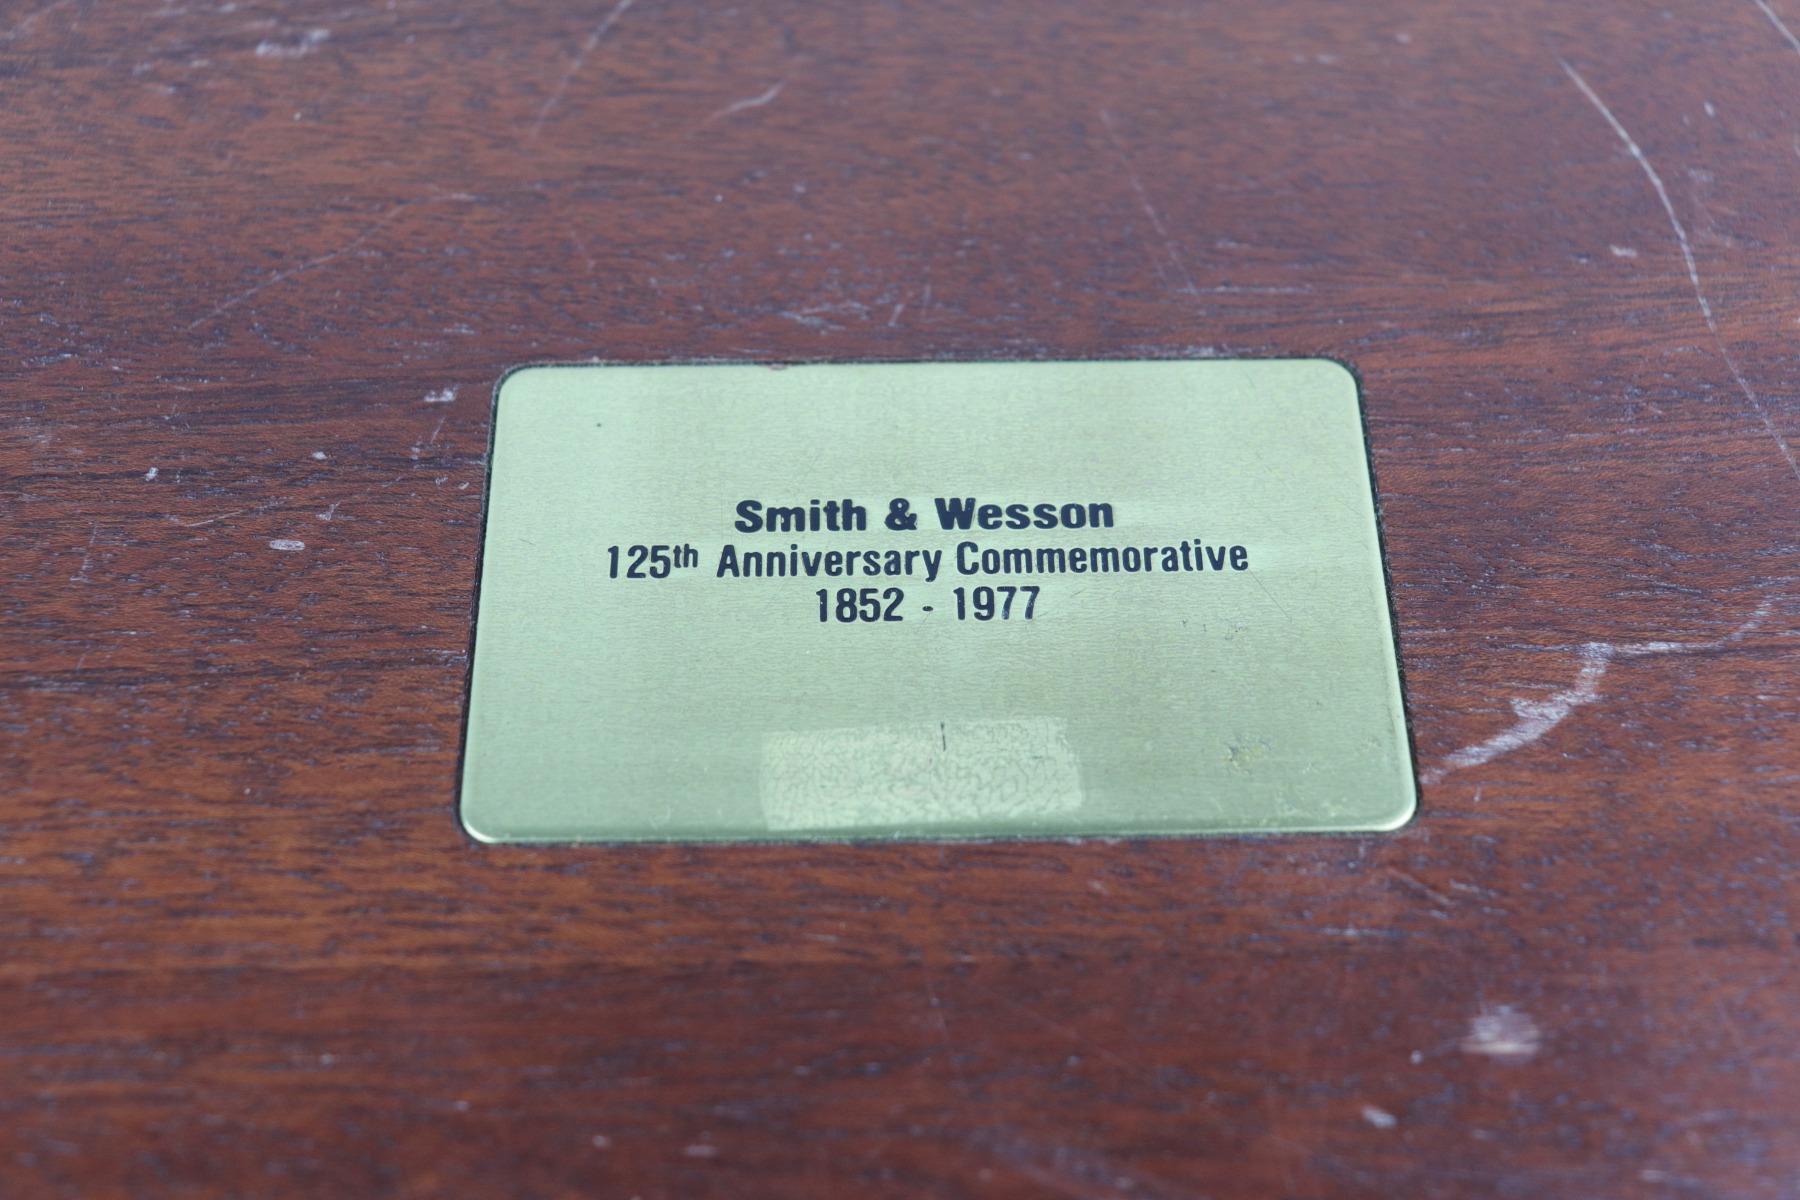 Smith & Wesson
125th Anniversary Commemorative
1852 - 1977